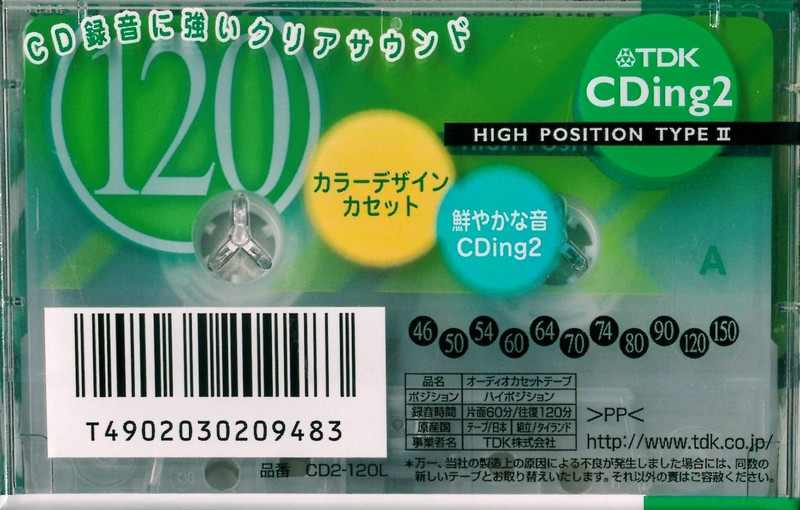 CD録音に強いクリアサウンド
120
TDK
CDing2
HIGH POSITION TYPE II
カラーデザイン
カセット
鮮やかな音
CDing2
A
46 50 54 60 64 70 74 80 90 120 150
T4902030209483
品名 オーディオカセットテープ
ポジション ハイポジション
録音時間 片面60分/往復120分
原産国 テープ/日本 組立/タイランド
事業者名 TDK株式会社
>PP<
http://www.tdk.co.jp/
品番 CD2-120L
*万一、当社の製造上の原因による不良が発生しました場合には、同数の
新しいテープとお取り替えいたします。それ以外の責はご容赦ください。